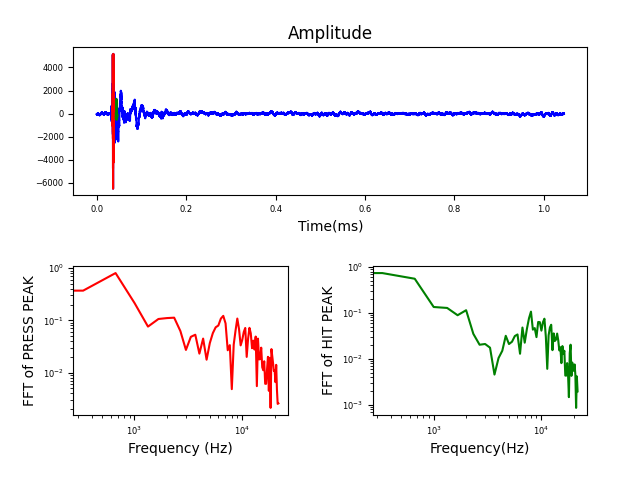 Amplitude
4000
2000
0
−2000
−4000
−6000
0.0 0.2 0.4 0.6 0.8 1.0
Time(ms)
FFT of PRESS PEAK
10⁰
10⁻¹
10⁻²
10³ 10⁴
Frequency (Hz)
FFT of HIT PEAK
10⁰
10⁻¹
10⁻²
10⁻³
10³ 10⁴
Frequency(Hz)